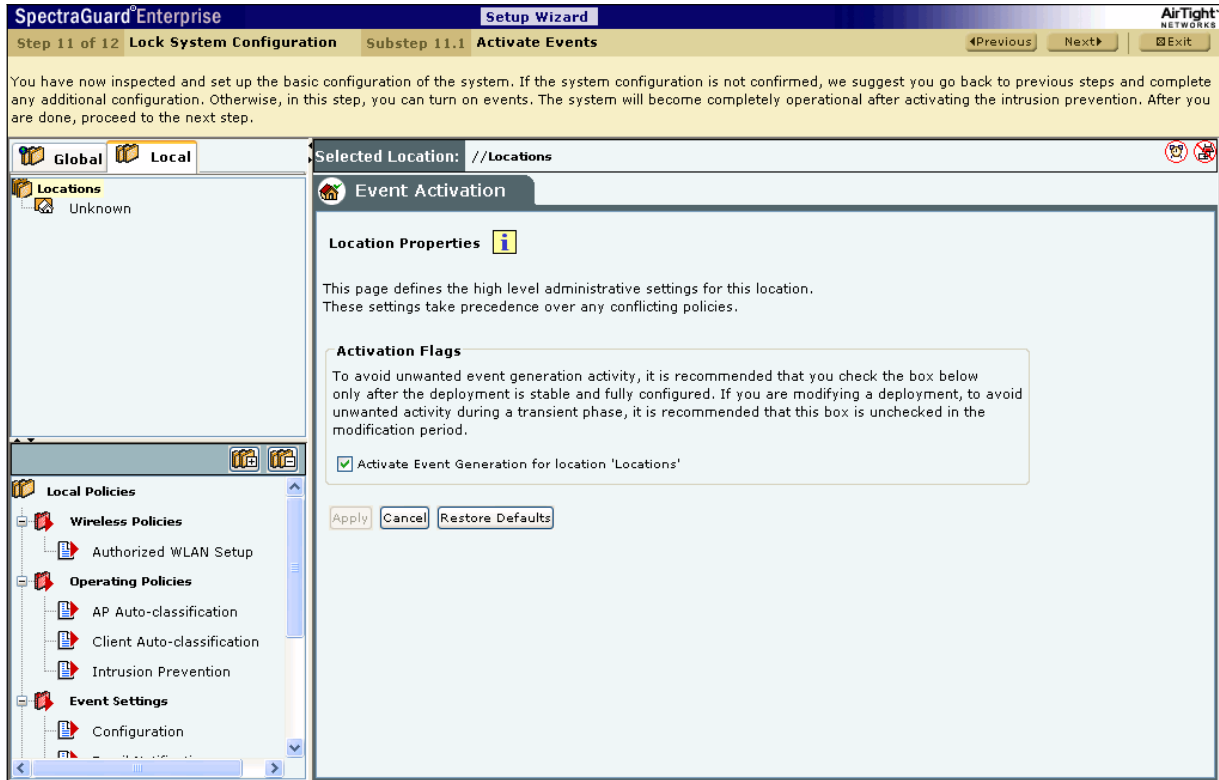 SpectraGuard®Enterprise
Setup Wizard
AirTight
NETWORKS
Step 11 of 12 Lock System Configuration Substep 11.1 Activate Events
Previous Next Exit
You have now inspected and set up the basic configuration of the system. If the system configuration is not confirmed, we suggest you go back to previous steps and complete
any additional configuration. Otherwise, in this step, you can turn on events. The system will become completely operational after activating the intrusion prevention. After you
are done, proceed to the next step.
Global Local
Selected Location: //Locations
Locations
Unknown
Event Activation
Location Properties i
This page defines the high level administrative settings for this location.
These settings take precedence over any conflicting policies.
Activation Flags
To avoid unwanted event generation activity, it is recommended that you check the box below
only after the deployment is stable and fully configured. If you are modifying a deployment, to avoid
unwanted activity during a transient phase, it is recommended that this box is unchecked in the
modification period.
Activate Event Generation for location 'Locations'
Apply Cancel Restore Defaults
Local Policies
Wireless Policies
Authorized WLAN Setup
Operating Policies
AP Auto-classification
Client Auto-classification
Intrusion Prevention
Event Settings
Configuration